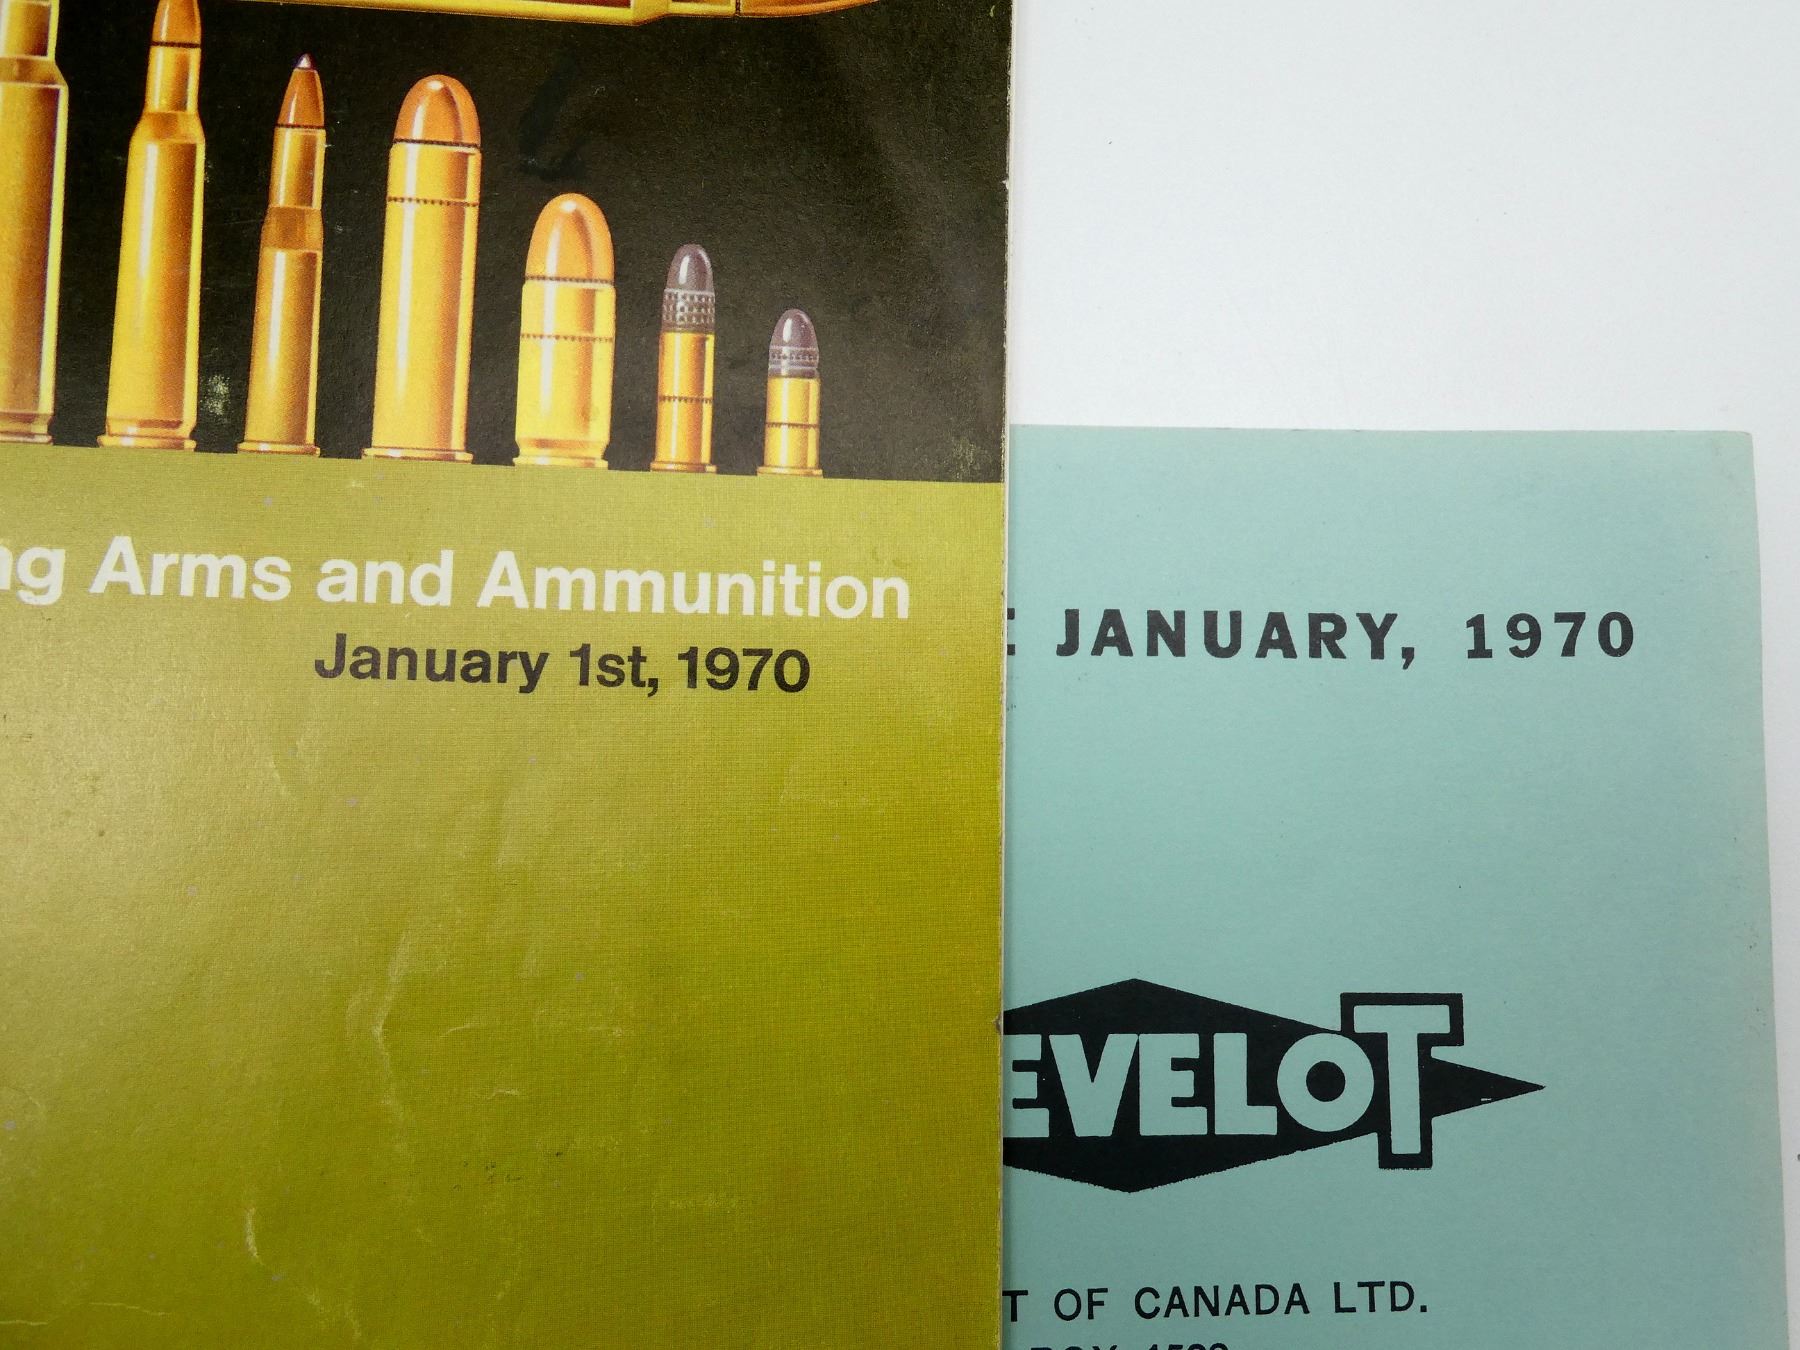 ng Arms and Ammunition
January 1st, 1970
E JANUARY, 1970
EVELOT
T OF CANADA LTD.